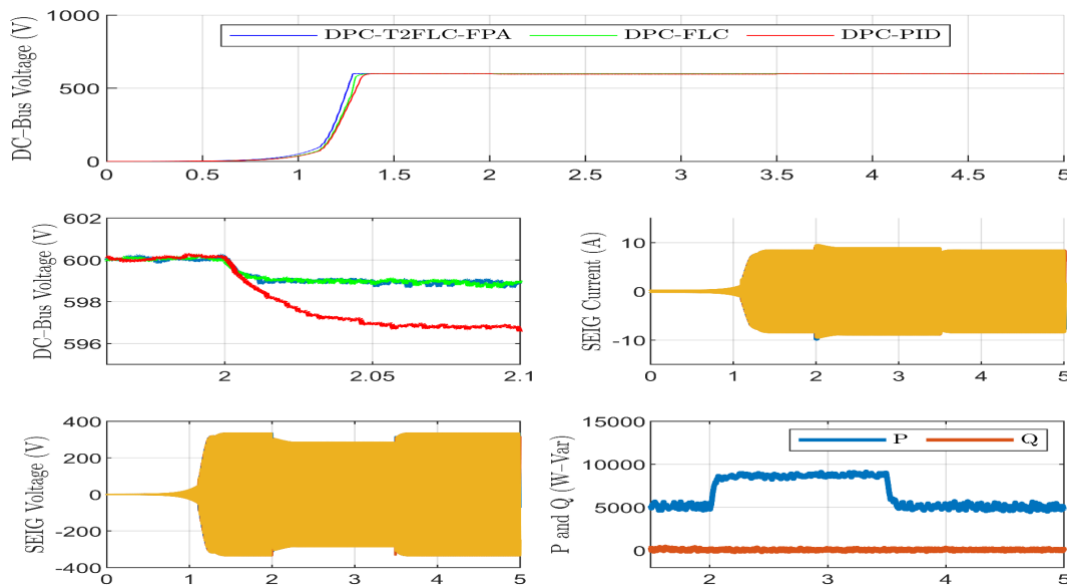 1000
DPC-T2FLC-FPA DPC-FLC DPC-PID
500
0
DC-Bus Voltage (V)
0 0.5 1 1.5 2 2.5 3 3.5 4 4.5 5
602
600
598
596
DC-Bus Voltage (V)
2 2.05 2.1
10
0
-10
SEIG Current (A)
0 1 2 3 4 5
400
200
0
-200
-400
SEIG Voltage (V)
0 1 2 3 4 5
15000
P Q
10000
5000
0
P and Q (W-Var)
2 3 4 5